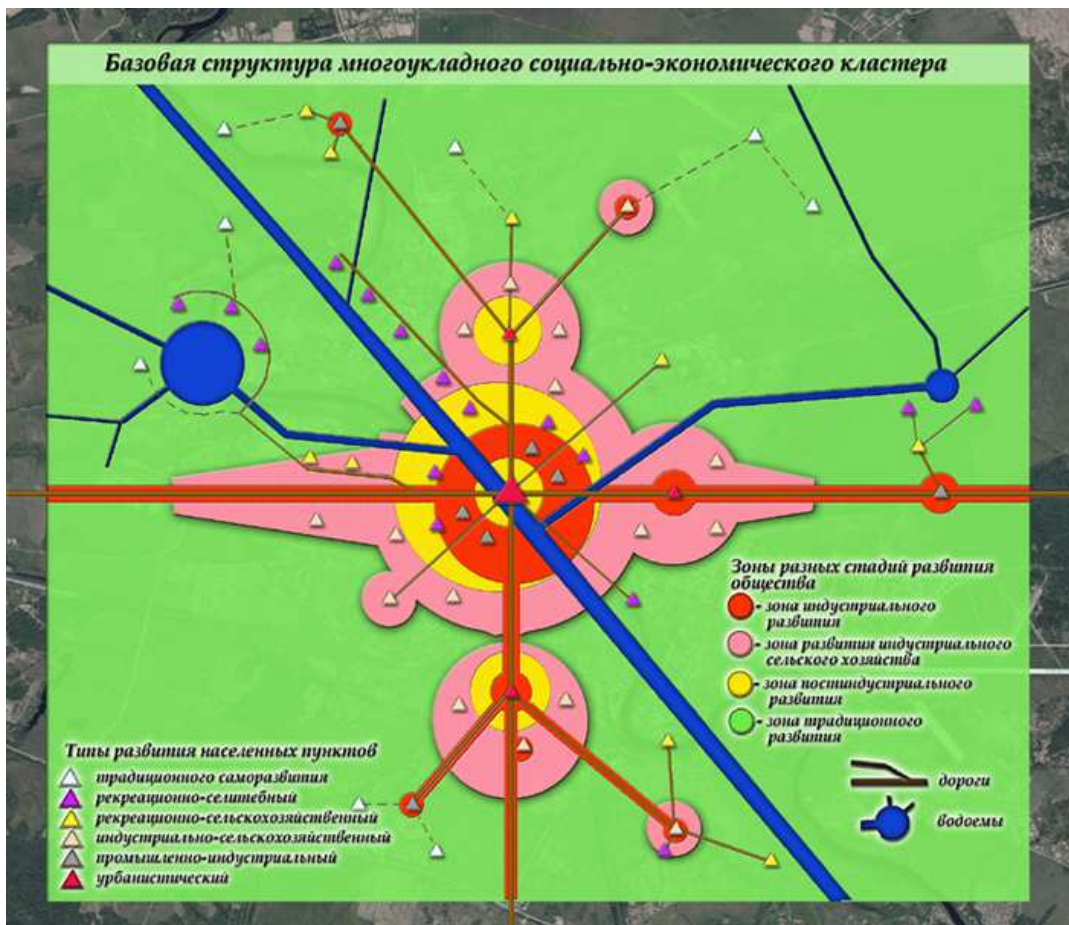 Базовая структура многоукладного социально-экономического кластера
Зоны разных стадий развития
общества
- зона индустриального
развития
- зона развития индустриального
сельского хозяйства
- зона постиндустриального
развития
- зона традиционного
развития
Типы развития населенных пунктов
традиционного саморазвития
рекреационно-селитебный
рекреационно-сельскохозяйственный
индустриально-сельскохозяйственный
промышленно-индустриальный
урбанистический
дороги
водоемы